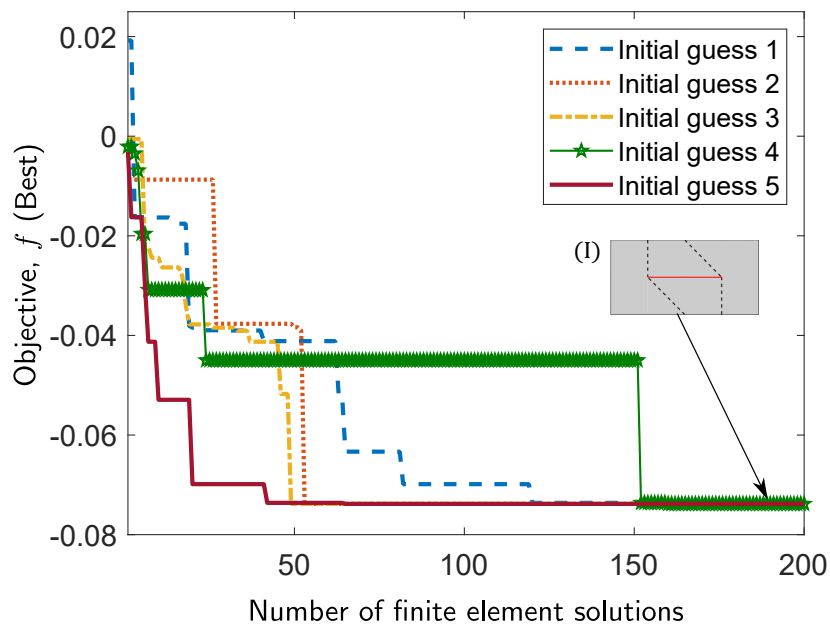 0.02
0
-0.02
-0.04
-0.06
-0.08
Objective, f (Best)
Initial guess 1
Initial guess 2
Initial guess 3
Initial guess 4
Initial guess 5
(I)
50
100
150
200
Number of finite element solutions